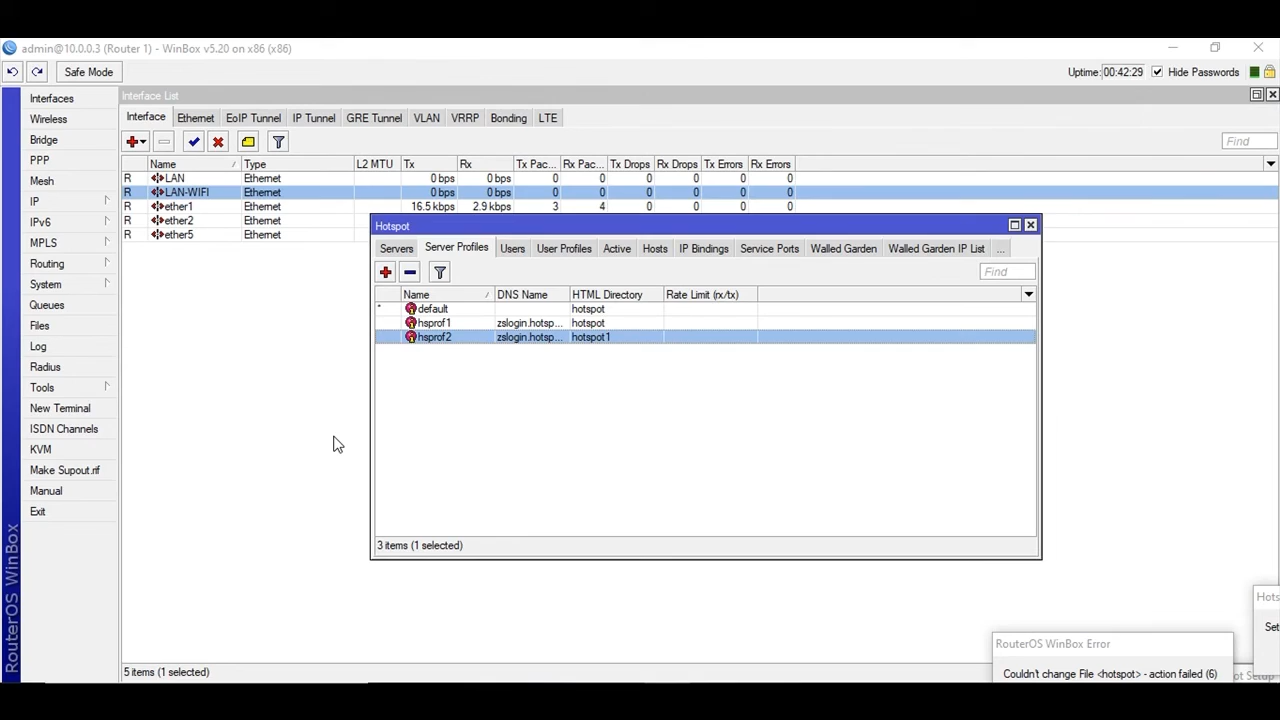 admin@10.0.0.3 (Router 1) - WinBox v5.20 on x86 (x86)
Safe Mode
Uptime: 00:42:29 Hide Passwords
RouterOS WinBox
Interfaces
Wireless
Bridge
PPP
Mesh
IP
IPv6
MPLS
Routing
System
Queues
Files
Log
Radius
Tools
New Terminal
ISDN Channels
KVM
Make Supout.rif
Manual
Exit
Interface List
Interface Ethernet EoIP Tunnel IP Tunnel GRE Tunnel VLAN VRRP Bonding LTE
Find
Name Type L2 MTU Tx Rx Tx Pac... Rx Pac... Tx Drops Rx Drops Tx Errors Rx Errors
R LAN Ethernet 0 bps 0 bps 0 0 0 0 0 0
R LAN-WIFI Ethernet 0 bps 0 bps 0 0 0 0 0 0
R ether1 Ethernet 16.5 kbps 2.9 kbps 3 4 0 0 0 0
R ether2 Ethernet
R ether5 Ethernet
5 items (1 selected)
Hotspot
Servers Server Profiles Users User Profiles Active Hosts IP Bindings Service Ports Walled Garden Walled Garden IP List ...
Find
Name DNS Name HTML Directory Rate Limit (rx/tx)
* default hotspot
hsprof1 zslogin.hotsp... hotspot
hsprof2 zslogin.hotsp... hotspot1
3 items (1 selected)
Hots
Set
RouterOS WinBox Error
Couldn't change File <hotspot> - action failed (6)
ot Setup